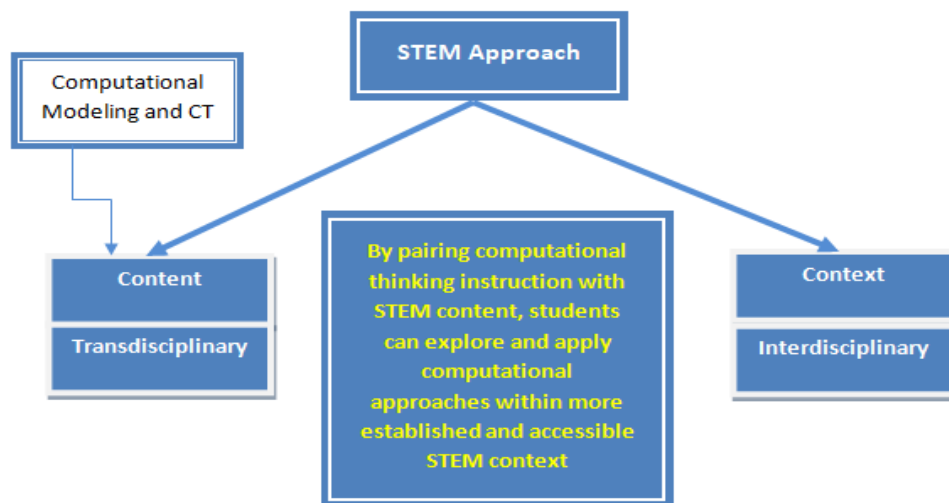 STEM Approach
Computational
Modeling and CT
Content
Transdisciplinary
By pairing computational
thinking instruction with
STEM content, students
can explore and apply
computational
approaches within more
established and accessible
STEM context
Context
Interdisciplinary